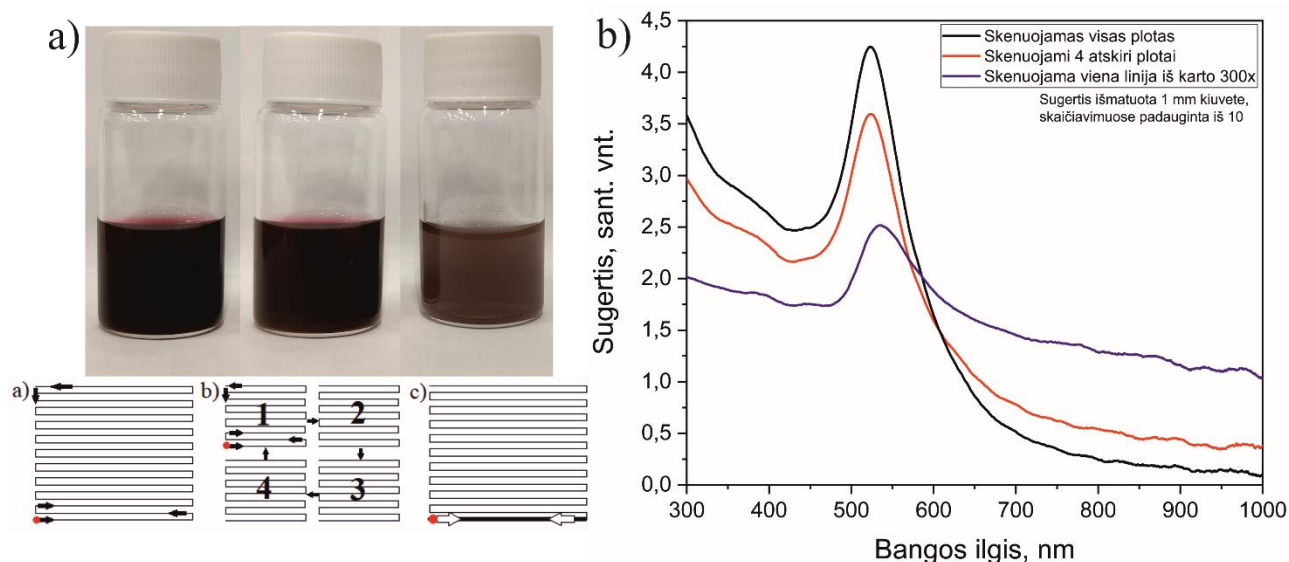 a)
a)
b)
1
2
4
3
c)
b)
Sugertis, sant. vnt.
4,5
4,0
3,5
3,0
2,5
2,0
1,5
1,0
0,5
0,0
Skenuojamas visas plotas
Skenuojami 4 atskiri plotai
Skenuojama viena linija iš karto 300x
Sugertis išmatuota 1 mm kiuvete,
skaičiavimuose padauginta iš 10
300 400 500 600 700 800 900 1000
Bangos ilgis, nm